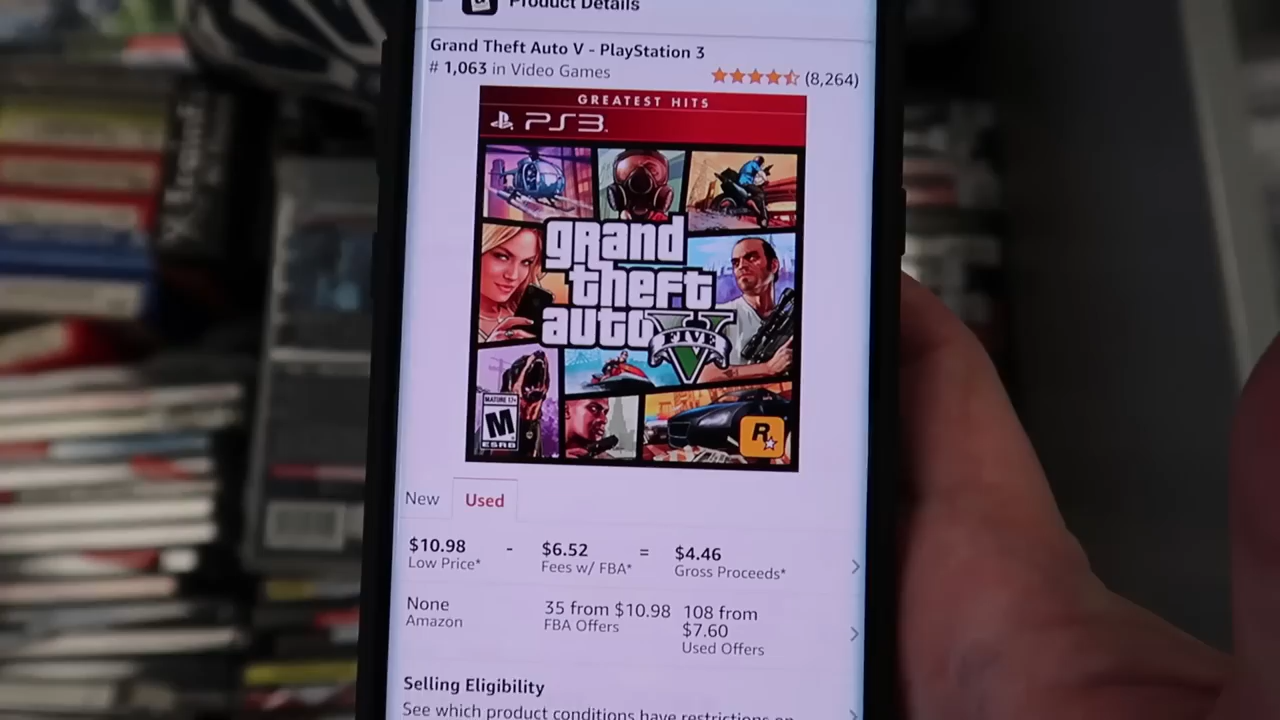 Product Details
Grand Theft Auto V - PlayStation 3
# 1,063 in Video Games
(8,264)
GREATEST HITS
PS3
grand
theft
auto
FIVE
MATURE 17+
M
ESRB
R
New Used
$10.98 - $6.52 = $4.46
Low Price* Fees w/ FBA* Gross Proceeds*
None 35 from $10.98 108 from
Amazon FBA Offers $7.60
Used Offers
Selling Eligibility
See which product conditions have restrictions on